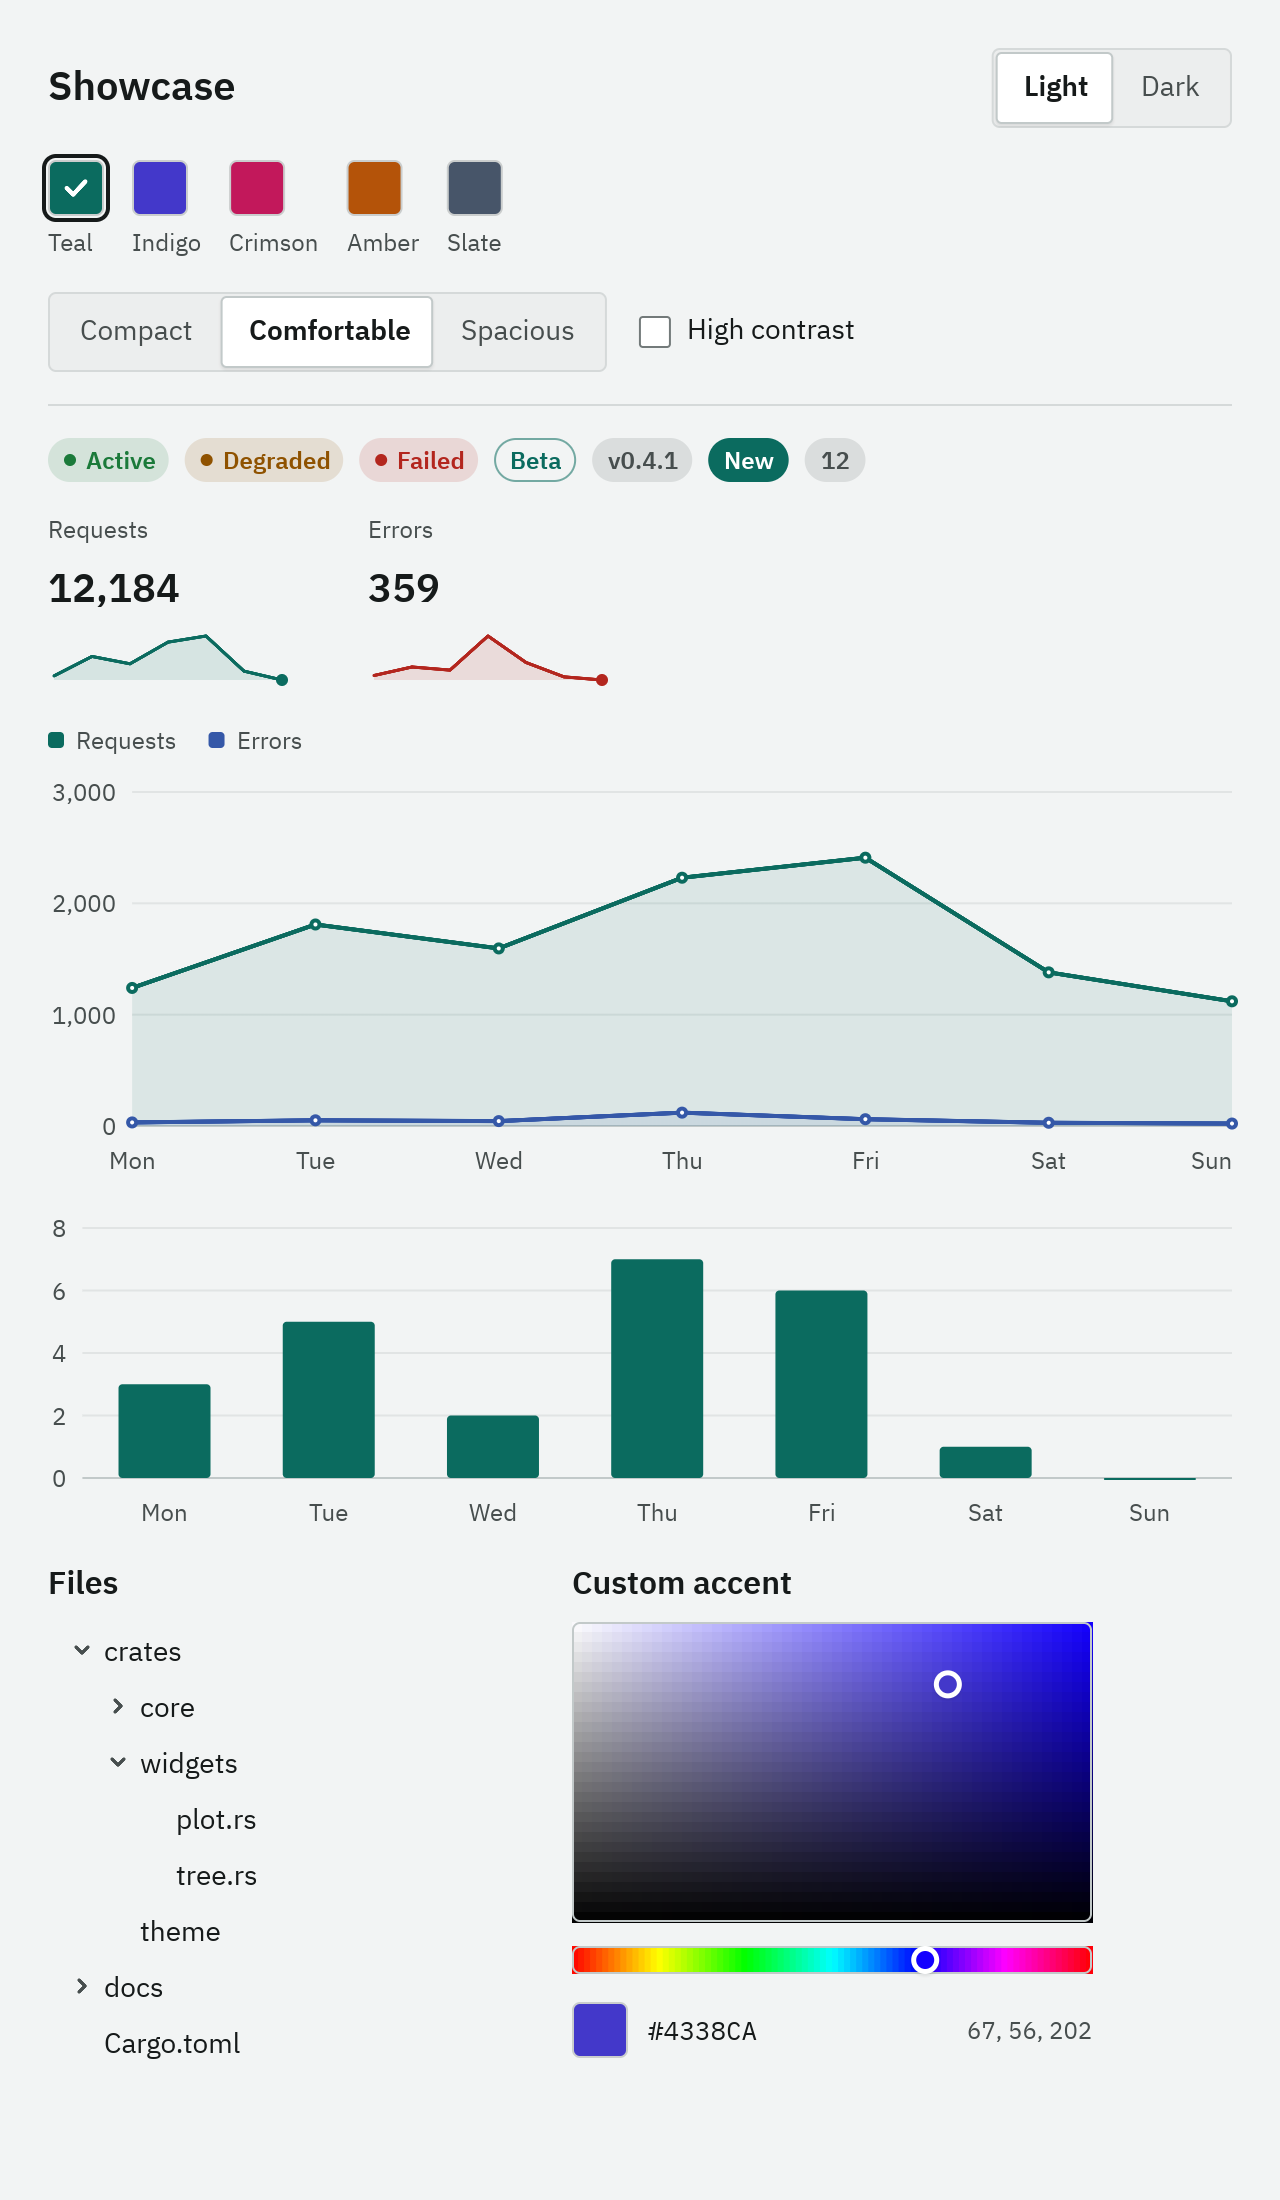 Showcase
Light Dark
Teal Indigo Crimson Amber Slate
Compact Comfortable Spacious High contrast
Active Degraded Failed Beta v0.4.1 New 12
Requests Errors
12,184 359
Requests Errors
3,000
2,000
1,000
0
Mon Tue Wed Thu Fri Sat Sun
8
6
4
2
0
Mon Tue Wed Thu Fri Sat Sun
Files
crates
core
widgets
plot.rs
tree.rs
theme
docs
Cargo.toml
Custom accent
#4338CA 67, 56, 202